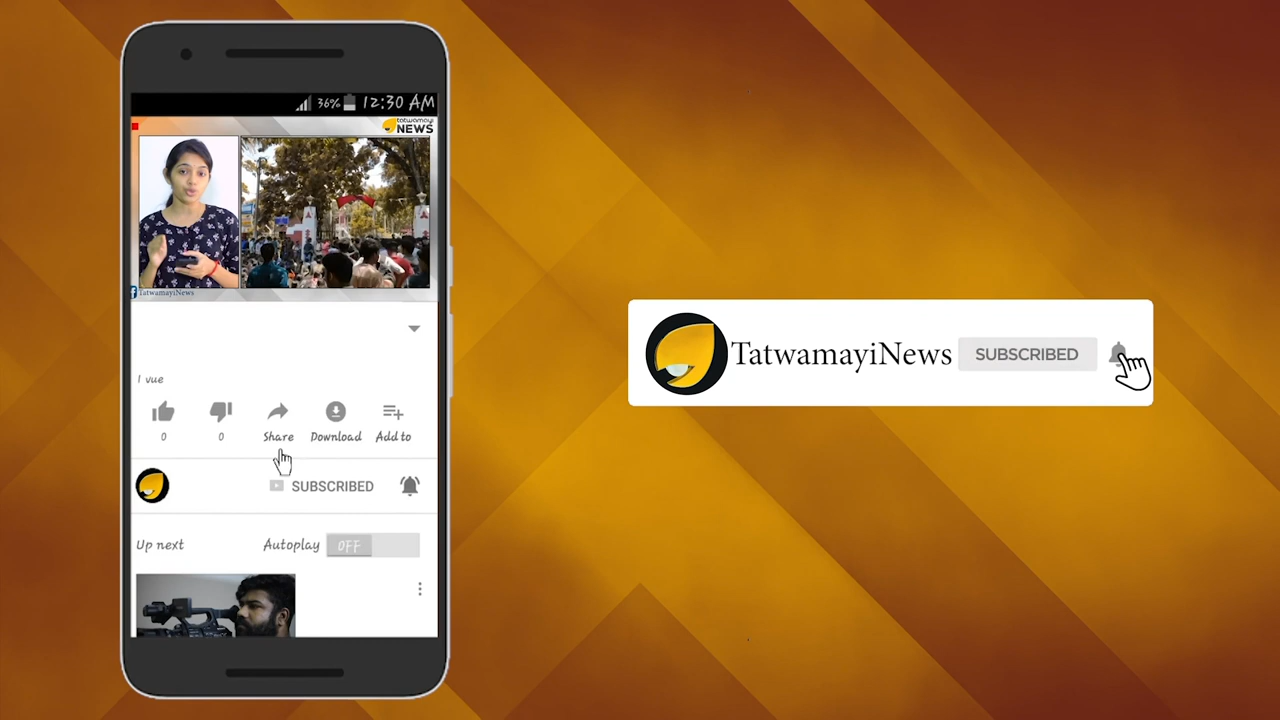 36% 12:30 AM
tatwamayi
NEWS
TatwamayiNews
1 vue
0 0 Share Download Add to
SUBSCRIBED
Up next Autoplay OFF
TatwamayiNews SUBSCRIBED